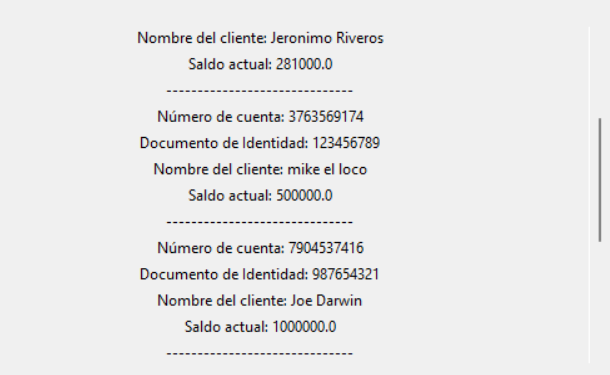 Nombre del cliente: Jeronimo Riveros
Saldo actual: 281000.0
------------------------------
Número de cuenta: 3763569174
Documento de Identidad: 123456789
Nombre del cliente: mike el loco
Saldo actual: 500000.0
------------------------------
Número de cuenta: 7904537416
Documento de Identidad: 987654321
Nombre del cliente: Joe Darwin
Saldo actual: 1000000.0
------------------------------